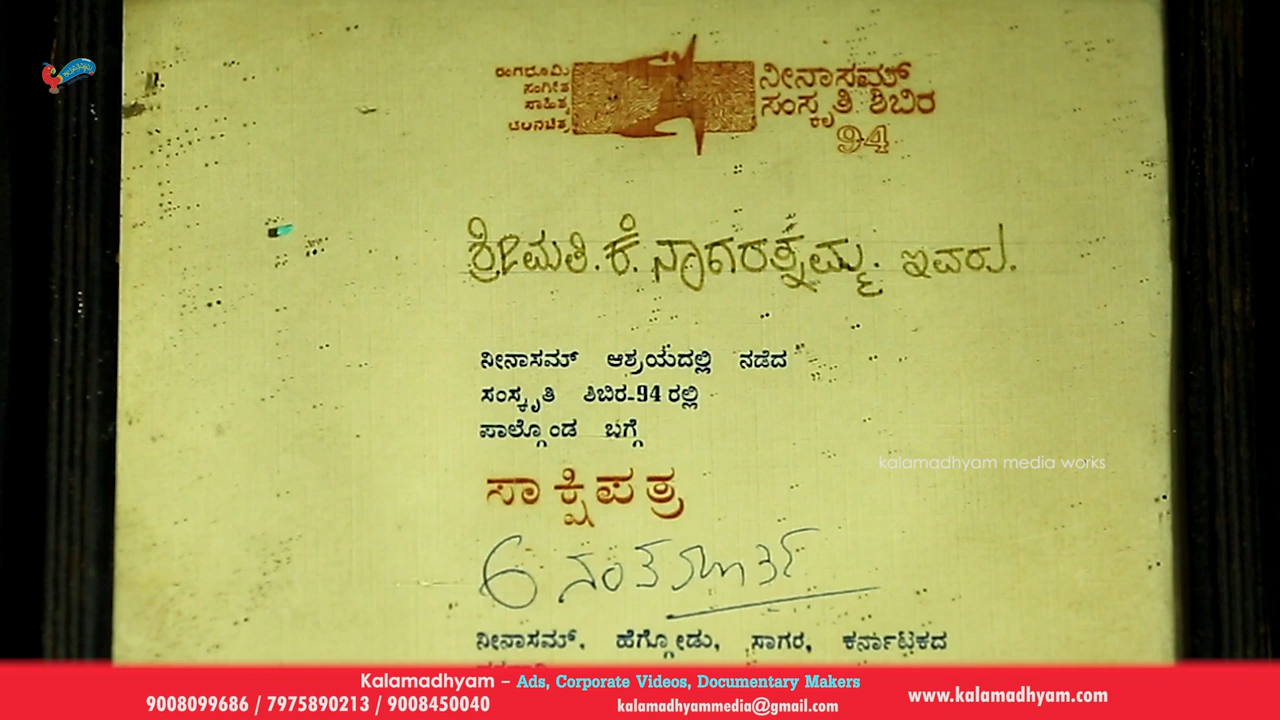 ರಂಗಭೂಮಿ
ಸಂಗೀತ
ಸಾಹಿತ್ಯ
ಚಲನಚಿತ್ರ
ನೀನಾಸಮ್
ಸಂಸ್ಕೃತಿ ಶಿಬಿರ
94
ಶ್ರೀಮತಿ. ಕೆ. ನಾಗರತ್ನಮ್ಮ. ಇವರು.
ನೀನಾಸಮ್ ಆಶ್ರಯದಲ್ಲಿ ನಡೆದ
ಸಂಸ್ಕೃತಿ ಶಿಬಿರ-94 ರಲ್ಲಿ
ಪಾಲ್ಗೊಂಡ ಬಗ್ಗೆ
kalamadhyam media works
ಸಾಕ್ಷಿಪತ್ರ
ನೀನಾಸಮ್. ಹೆಗ್ಗೋಡು, ಸಾಗರ, ಕರ್ನಾಟಕದ
Kalamadhyam – Ads, Corporate Videos, Documentary Makers
9008099686 / 7975890213 / 9008450040
kalamadhyammedia@gmail.com
www.kalamadhyam.com